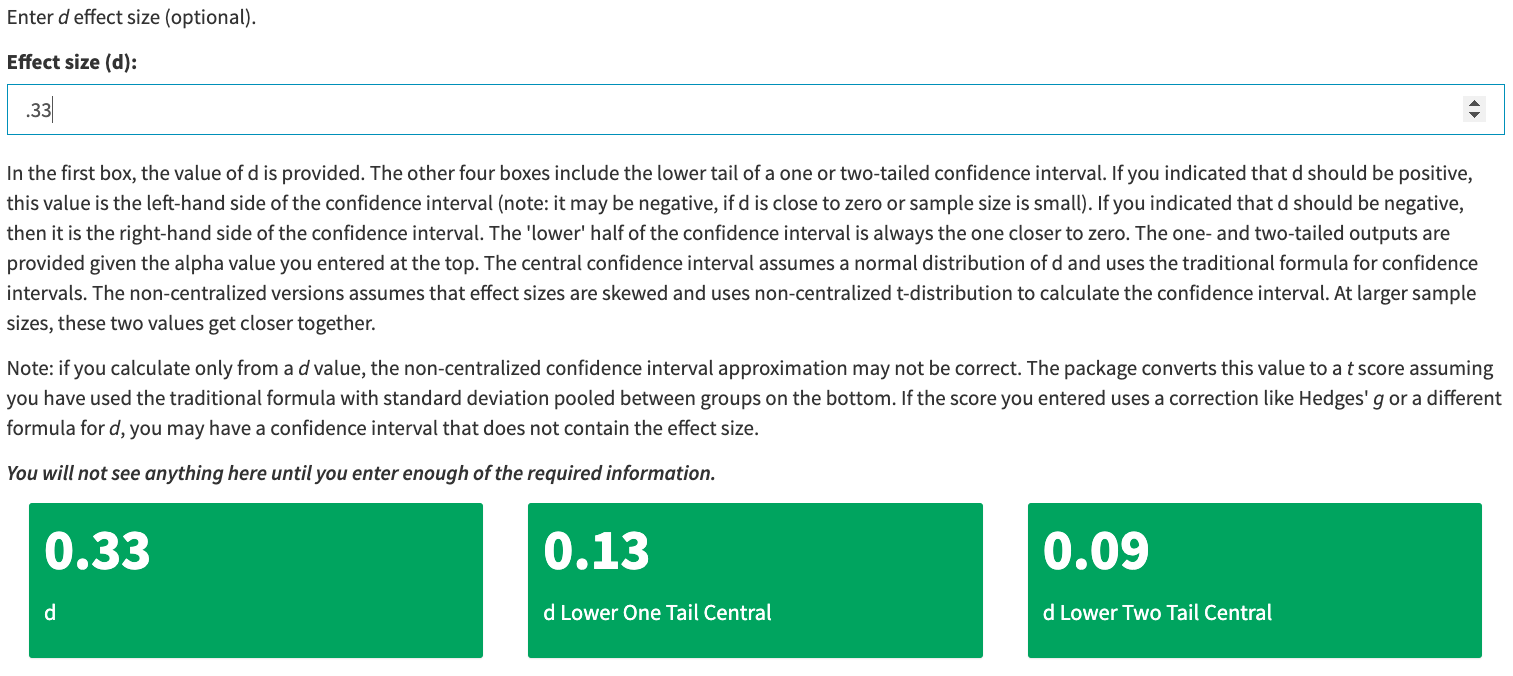 Enter d effect size (optional).
Effect size (d):
.33
In the first box, the value of d is provided. The other four boxes include the lower tail of a one or two-tailed confidence interval. If you indicated that d should be positive,
this value is the left-hand side of the confidence interval (note: it may be negative, if d is close to zero or sample size is small). If you indicated that d should be negative,
then it is the right-hand side of the confidence interval. The 'lower' half of the confidence interval is always the one closer to zero. The one- and two-tailed outputs are
provided given the alpha value you entered at the top. The central confidence interval assumes a normal distribution of d and uses the traditional formula for confidence
intervals. The non-centralized versions assumes that effect sizes are skewed and uses non-centralized t-distribution to calculate the confidence interval. At larger sample
sizes, these two values get closer together.
Note: if you calculate only from a d value, the non-centralized confidence interval approximation may not be correct. The package converts this value to a t score assuming
you have used the traditional formula with standard deviation pooled between groups on the bottom. If the score you entered uses a correction like Hedges' g or a different
formula for d, you may have a confidence interval that does not contain the effect size.
You will not see anything here until you enter enough of the required information.
0.33
d
0.13
d Lower One Tail Central
0.09
d Lower Two Tail Central